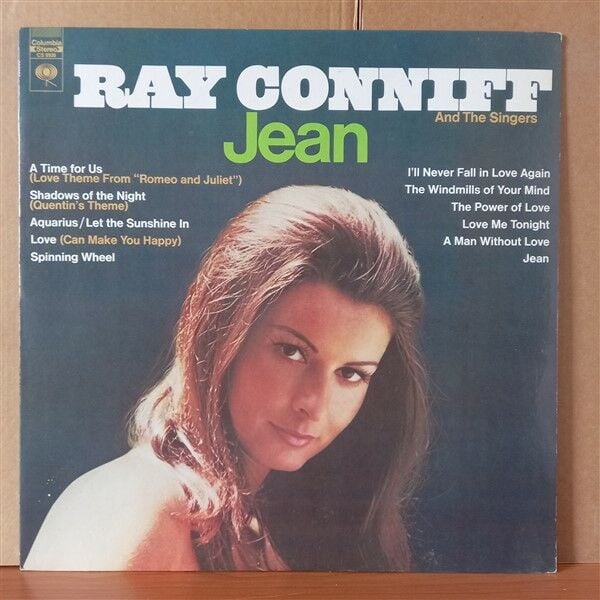 Columbia
Stereo
RAY CONNIFF
And The Singers
Jean
A Time for Us
(Love Theme From "Romeo and Juliet")
Shadows of the Night
(Quentin's Theme)
Aquarius/Let the Sunshine In
Love (Can Make You Happy)
Spinning Wheel
I'll Never Fall in Love Again
The Windmills of Your Mind
The Power of Love
Love Me Tonight
A Man Without Love
Jean